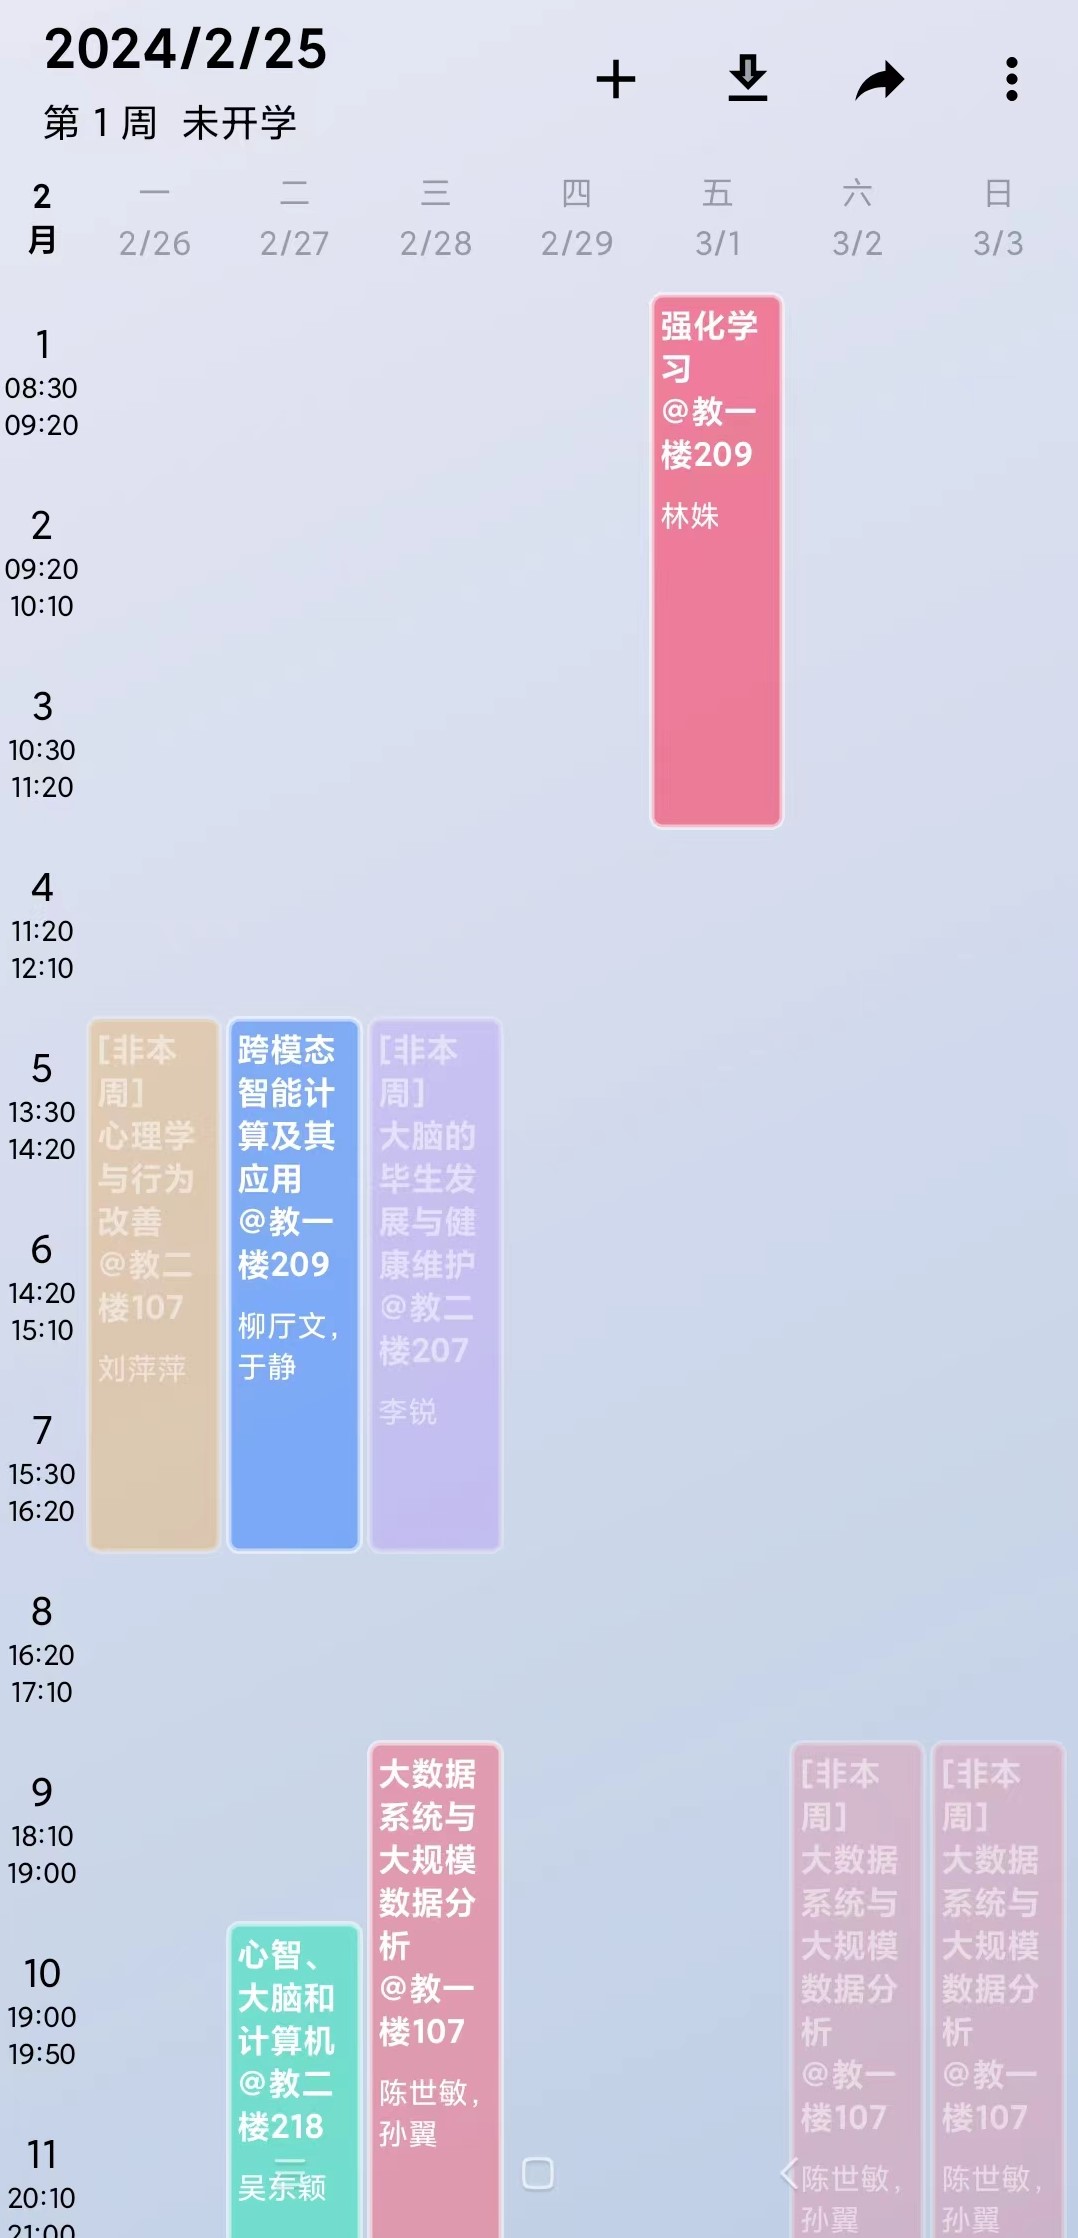 2024/2/25
第 1 周 未开学
2
月
一 二 三 四 五 六 日
2/26 2/27 2/28 2/29 3/1 3/2 3/3
1
08:30
09:20
2
09:20
10:10
3
10:30
11:20
4
11:20
12:10
5
13:30
14:20
6
14:20
15:10
7
15:30
16:20
8
16:20
17:10
9
18:10
19:00
10
19:00
19:50
11
20:10
21:00
[非本
周]
心理学
与行为
改善
@教二
楼107
刘萍萍
跨模态
智能计
算及其
应用
@教一
楼209
柳厅文,
于静
心智、
大脑和
计算机
@教二
楼218
吴东颖
[非本
周]
大脑的
毕生发
展与健
康维护
@教二
楼207
李锐
大数据
系统与
大规模
数据分
析
@教一
楼107
陈世敏,
孙翼
强化学
习
@教一
楼209
林姝
[非本
周]
大数据
系统与
大规模
数据分
析
@教一
楼107
陈世敏,
孙翼
[非本
周]
大数据
系统与
大规模
数据分
析
@教一
楼107
陈世敏,
孙翼